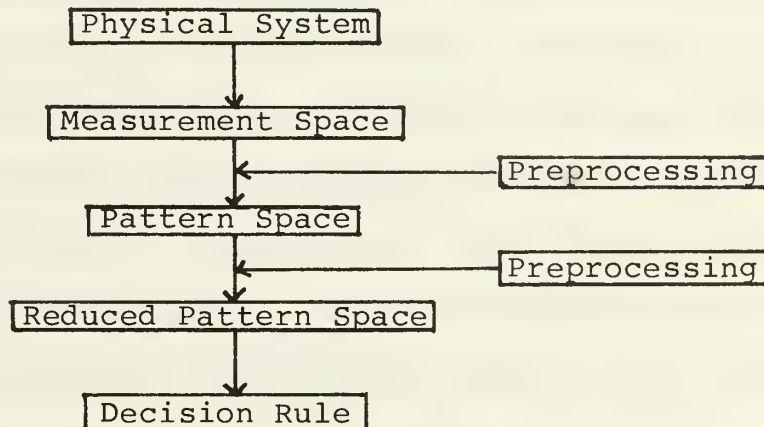 Physical System
Measurement Space
Preprocessing
Pattern Space
Preprocessing
Reduced Pattern Space
Decision Rule